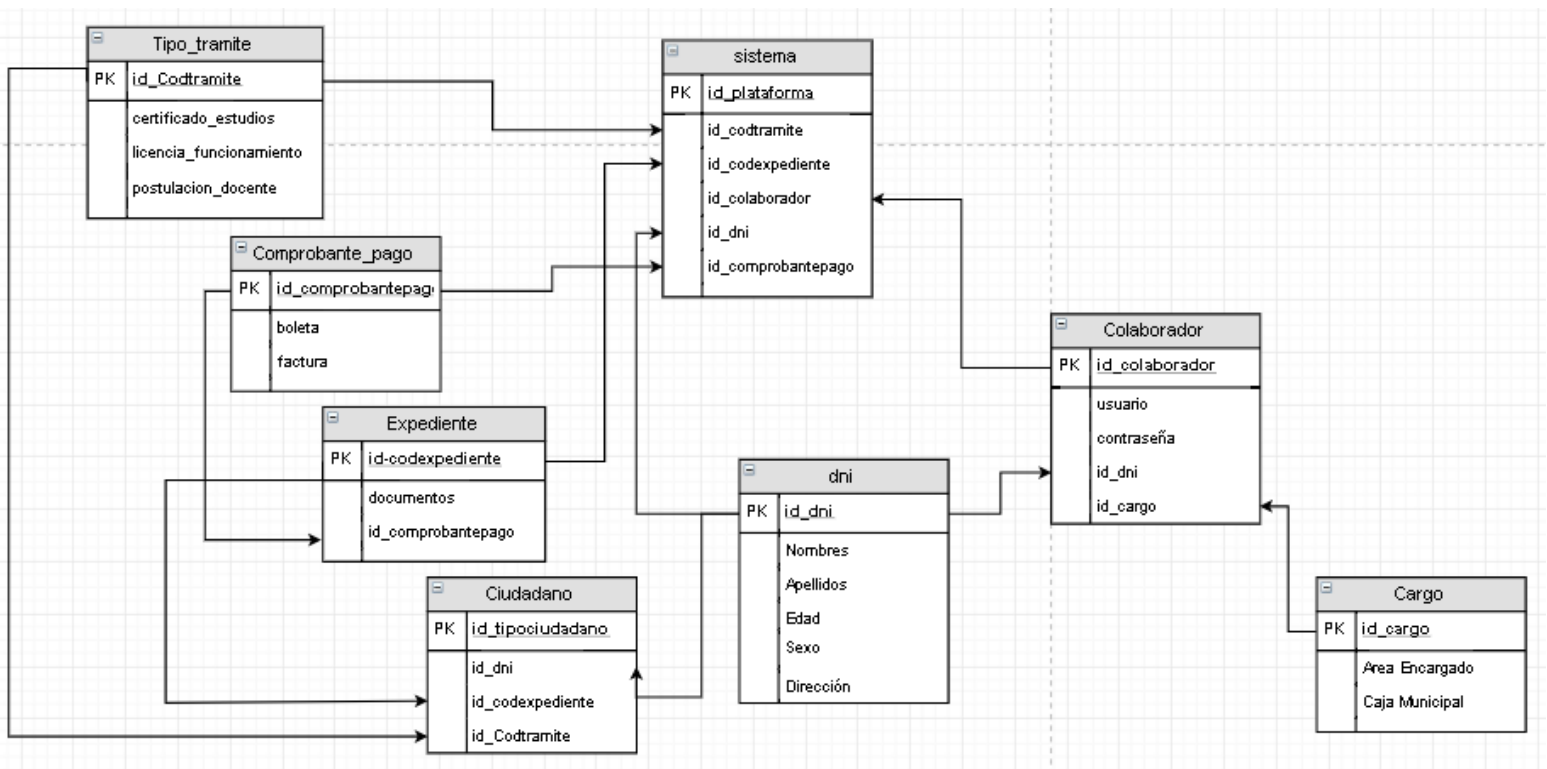 Tipo_tramite
PK id_Codtramite
certificado_estudios
licencia_funcionamiento
postulacion_docente
sistema
PK id_plataforma
id_codtramite
id_codexpediente
id_colaborador
id_dni
id_comprobantepago
Comprobante_pago
PK id_comprobantepag
boleta
factura
Colaborador
PK id_colaborador
usuario
contraseña
id_dni
id_cargo
Expediente
PK id-codexpediente
documentos
id_comprobantepago
dni
PK id_dni
Nombres
Apellidos
Edad
Sexo
Dirección
Ciudadano
PK id_tipociudadano
id_dni
id_codexpediente
id_Codtramite
Cargo
PK id_cargo
Area Encargado
Caja Municipal